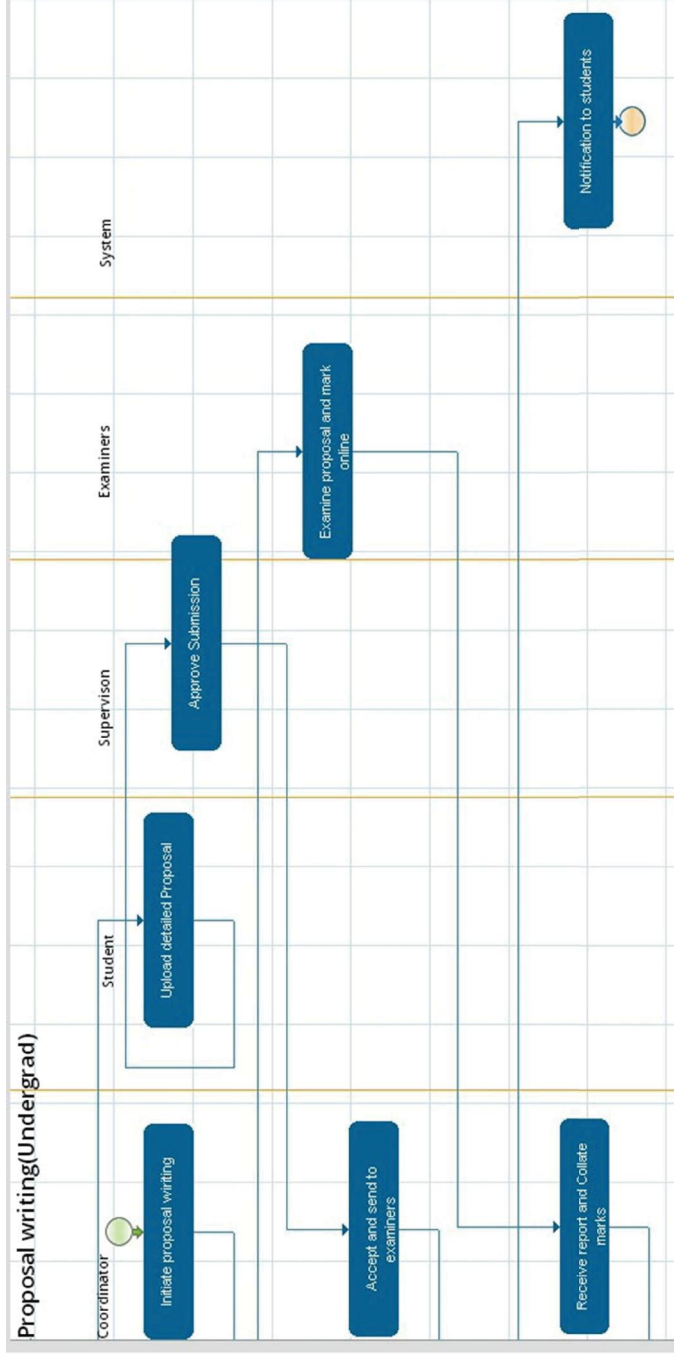 Proposal writing(Undergrad)
Coordinator
Student
Supervison
Examiners
System
Initiate proposal wiriting
Upload detailed Proposal
Approve Submission
Accept and send to
examiners
Examine proposal and mark
online
Receive report and Collate
marks
Notification to students